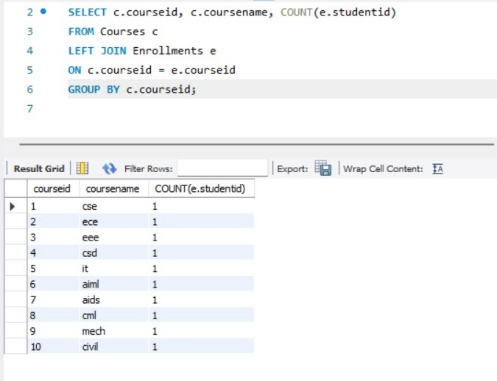 2 SELECT c.courseid, c.coursename, COUNT(e.studentid)
3 FROM Courses c
4 LEFT JOIN Enrollments e
5 ON c.courseid = e.courseid
6 GROUP BY c.courseid;
7
Result Grid Filter Rows: Export: Wrap Cell Content: IA
courseid coursename COUNT(e.studentid)
1 cse 1
2 ece 1
3 eee 1
4 csd 1
5 it 1
6 aiml 1
7 aids 1
8 cml 1
9 mech 1
10 civil 1